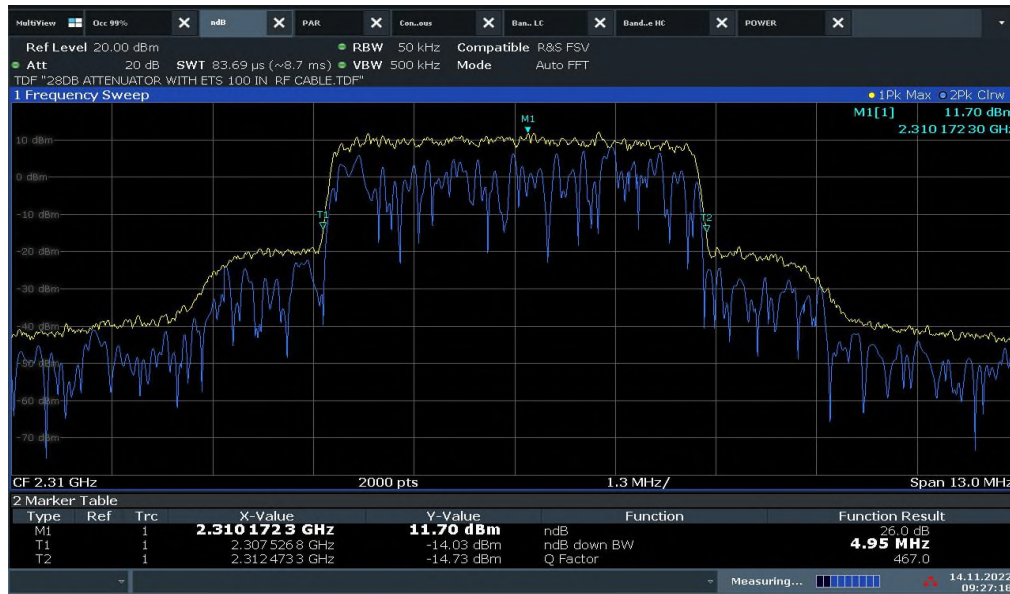 MultiView Occ 99% ndB PAR Con..ous Ban.. LC Band..e HC POWER
Ref Level 20.00 dBm RBW 50 kHz Compatible R&S FSV
Att 20 dB SWT 83.69 µs (~8.7 ms) VBW 500 kHz Mode Auto FFT
TDF "28DB ATTENUATOR WITH ETS 100 IN RF CABLE.TDF"
1 Frequency Sweep 1Pk Max 2Pk Clrw
M1[1] 11.70 dBm
2.310 172 30 GHz
M1
10 dBm
0 dBm
-10 dBm
T1 T2
-20 dBm
-30 dBm
-40 dBm
-50 dBm
-60 dBm
-70 dBm
CF 2.31 GHz 2000 pts 1.3 MHz/ Span 13.0 MHz
2 Marker Table
Type Ref Trc X-Value Y-Value Function Function Result
M1 1 2.310 172 3 GHz 11.70 dBm ndB 26.0 dB
T1 1 2.307 526 8 GHz -14.03 dBm ndB down BW 4.95 MHz
T2 1 2.312 473 3 GHz -14.73 dBm Q Factor 467.0
Measuring... 14.11.2022
09:27:18